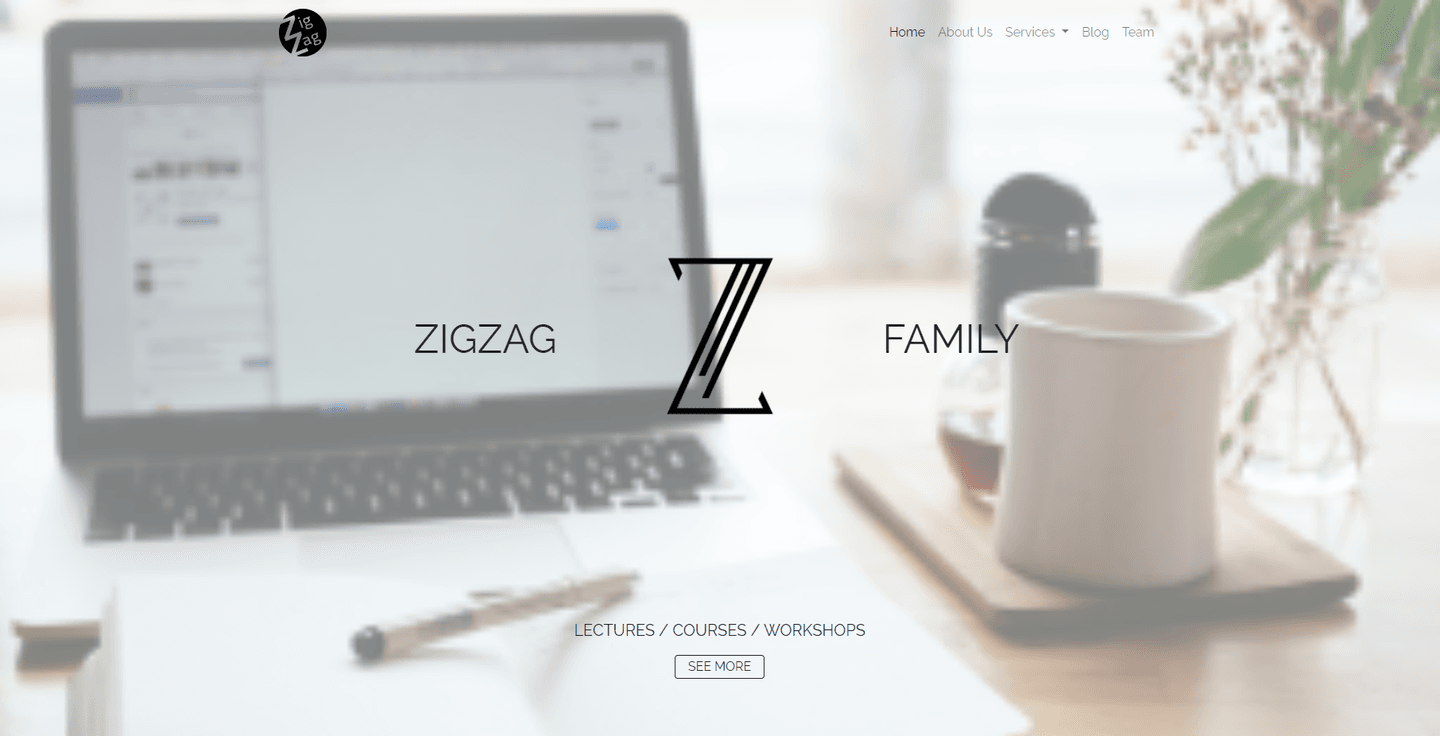 Zig
Zag
Home About Us Services Blog Team
ZIGZAG Z FAMILY
LECTURES / COURSES / WORKSHOPS
SEE MORE